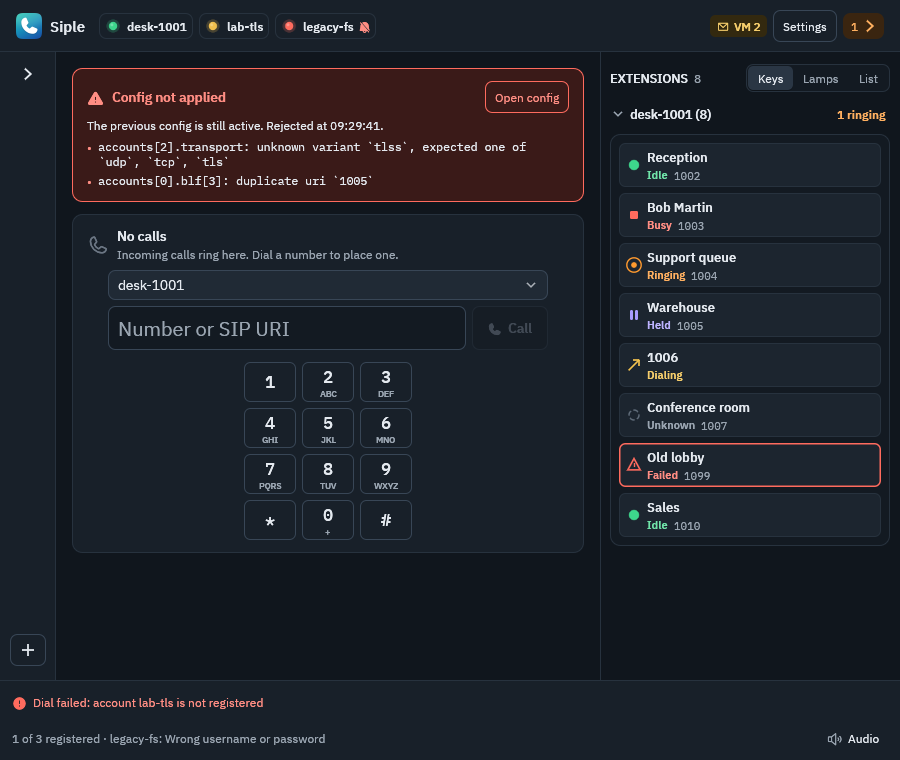 Siple
desk-1001
lab-tls
legacy-fs
VM 2
Settings
1
Config not applied
Open config
The previous config is still active. Rejected at 09:29:41.
• accounts[2].transport: unknown variant `tlss`, expected one of
`udp`, `tcp`, `tls`
• accounts[0].blf[3]: duplicate uri `1005`
No calls
Incoming calls ring here. Dial a number to place one.
desk-1001
Number or SIP URI
Call
1
2
ABC
3
DEF
4
GHI
5
JKL
6
MNO
7
PQRS
8
TUV
9
WXYZ
*
0
+
#
EXTENSIONS 8
Keys
Lamps
List
desk-1001 (8)
1 ringing
Reception
Idle 1002
Bob Martin
Busy 1003
Support queue
Ringing 1004
Warehouse
Held 1005
1006
Dialing
Conference room
Unknown 1007
Old lobby
Failed 1099
Sales
Idle 1010
Dial failed: account lab-tls is not registered
1 of 3 registered · legacy-fs: Wrong username or password
Audio